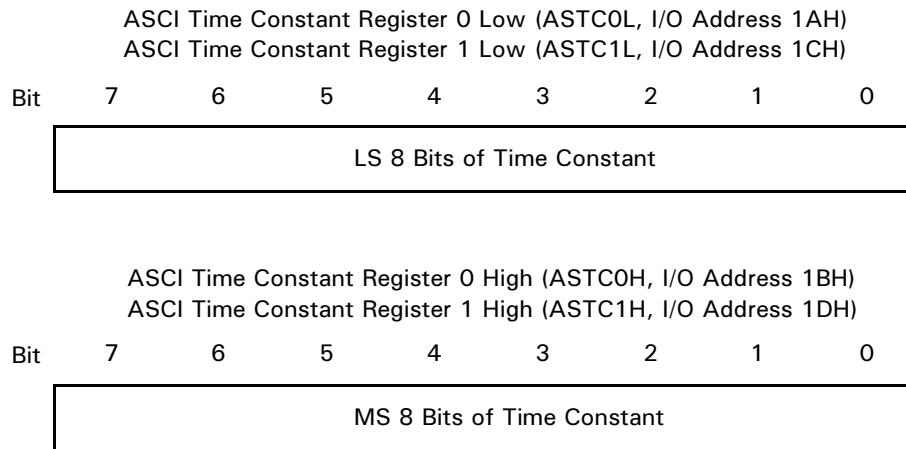 ASCI Time Constant Register 0 Low (ASTC0L, I/O Address 1AH)
ASCI Time Constant Register 1 Low (ASTC1L, I/O Address 1CH)
Bit 7 6 5 4 3 2 1 0
LS 8 Bits of Time Constant
ASCI Time Constant Register 0 High (ASTC0H, I/O Address 1BH)
ASCI Time Constant Register 1 High (ASTC1H, I/O Address 1DH)
Bit 7 6 5 4 3 2 1 0
MS 8 Bits of Time Constant